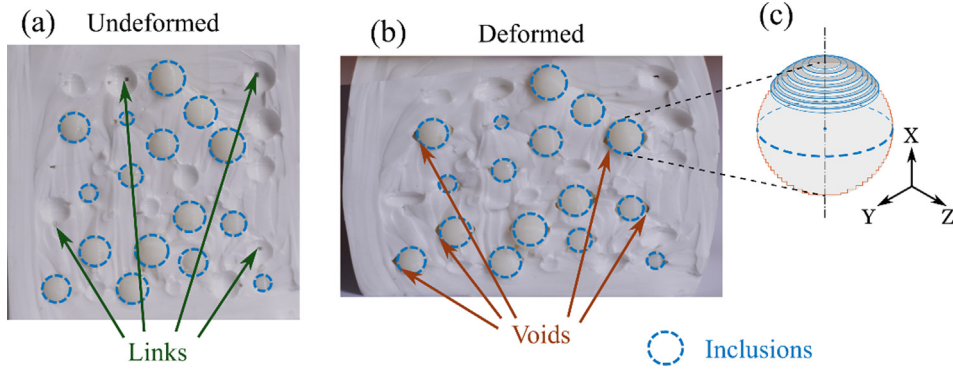 (a) Undeformed
(b) Deformed
(c)
X
Y
Z
Links
Voids
Inclusions